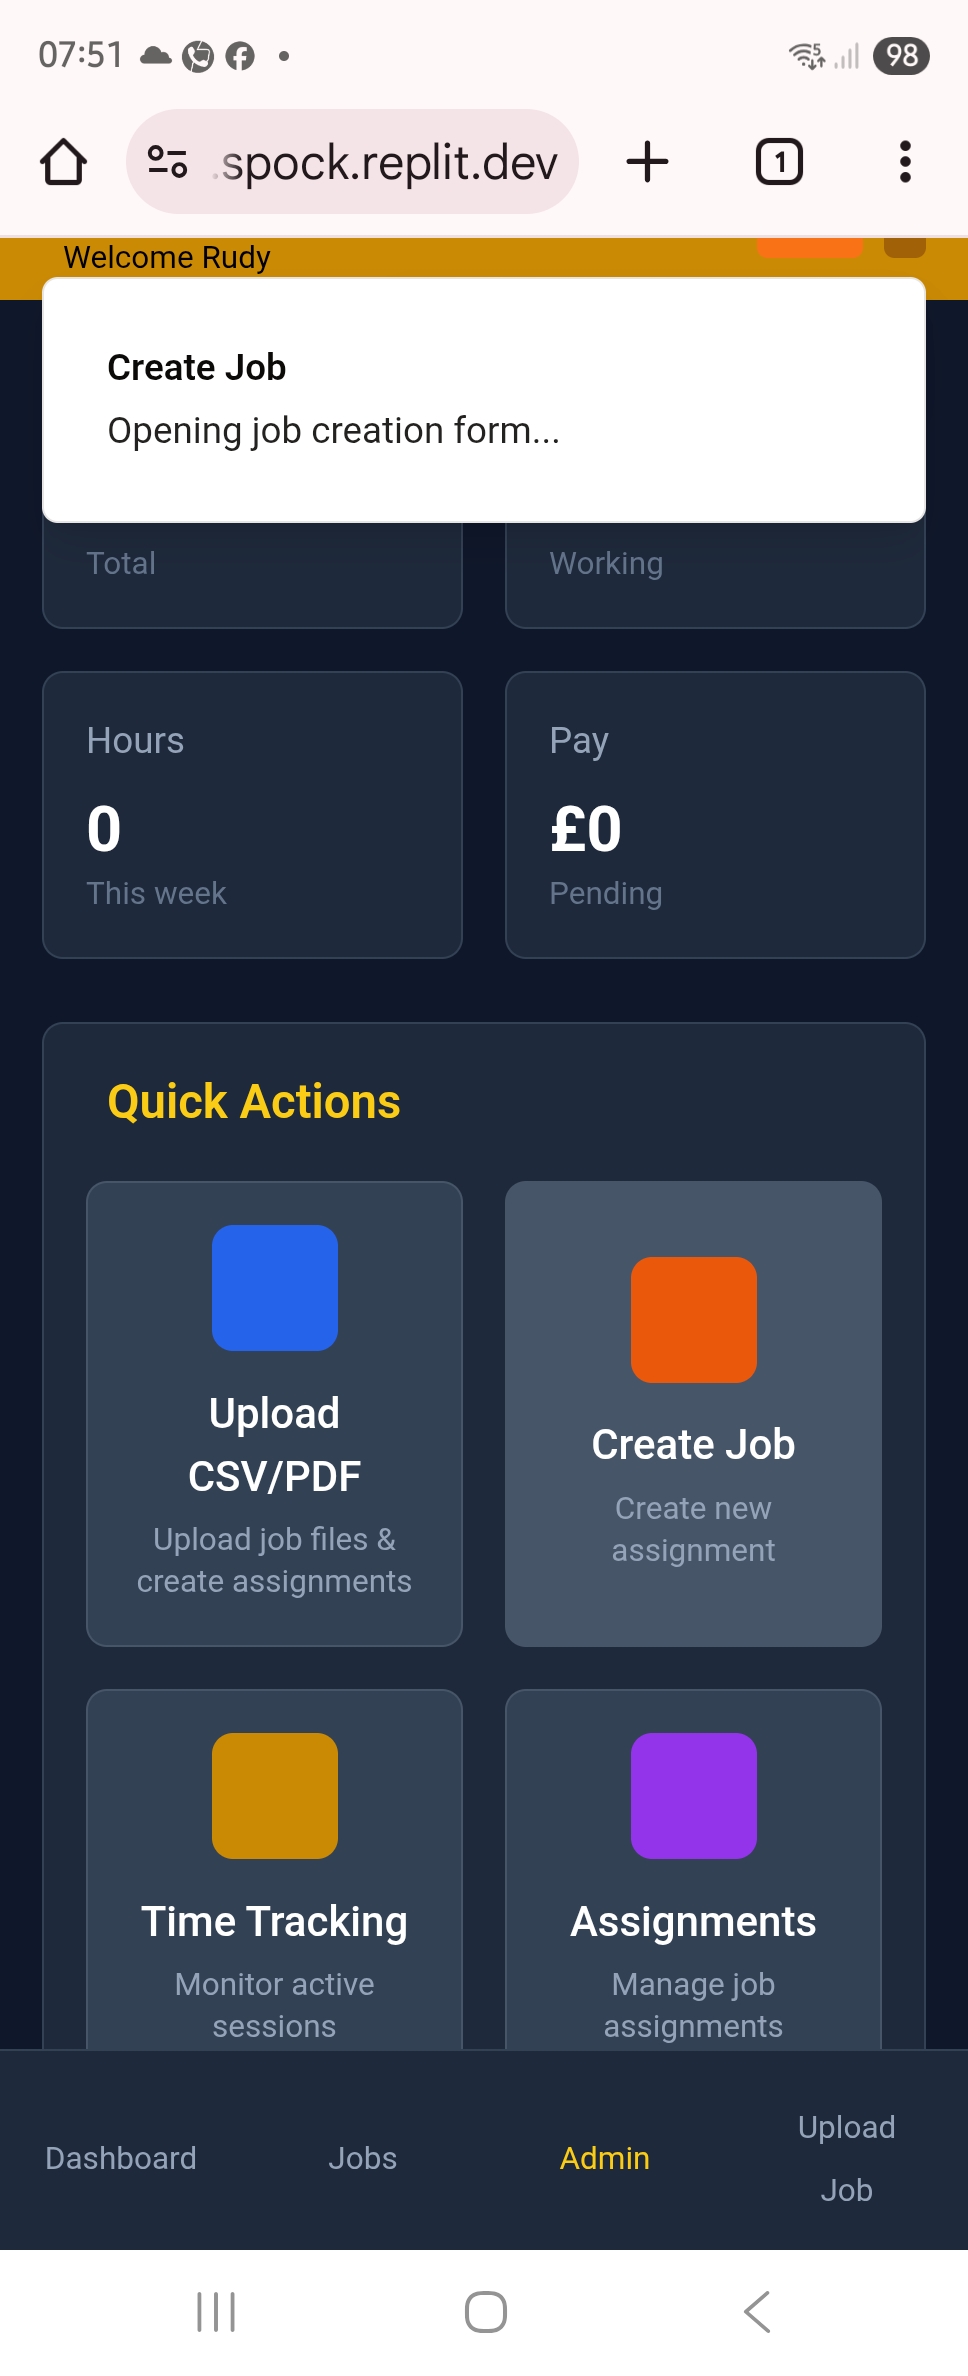 07:51
5
98
.spock.replit.dev
1
Welcome Rudy
Create Job
Opening job creation form...
Total
Working
Hours
Pay
0
£0
This week
Pending
Quick Actions
Upload
CSV/PDF
Upload job files &
create assignments
Create Job
Create new
assignment
Time Tracking
Monitor active
sessions
Assignments
Manage job
assignments
Dashboard
Jobs
Admin
Upload
Job